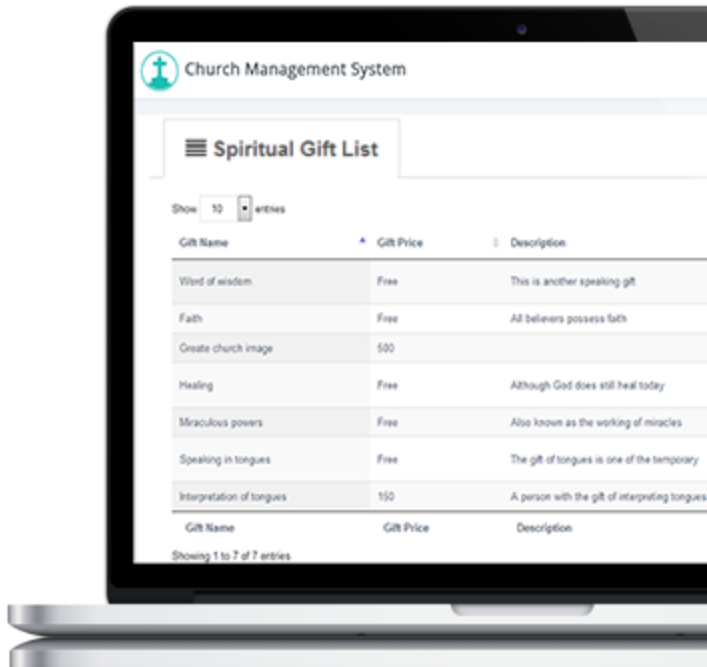 Church Management System
Spiritual Gift List
Show 10 entries
Gift Name Gift Price Description
Word of wisdom Free This is another speaking gift
Faith Free All believers possess faith
Greate church image 500
Healing Free Although God does still heal today
Miraculous powers Free Also known as the working of miracles
Speaking in tongues Free The gift of tongues is one of the temporary
Interpretation of tongues 150 A person with the gift of interpreting tongues
Gift Name Gift Price Description
Showing 1 to 7 of 7 entries